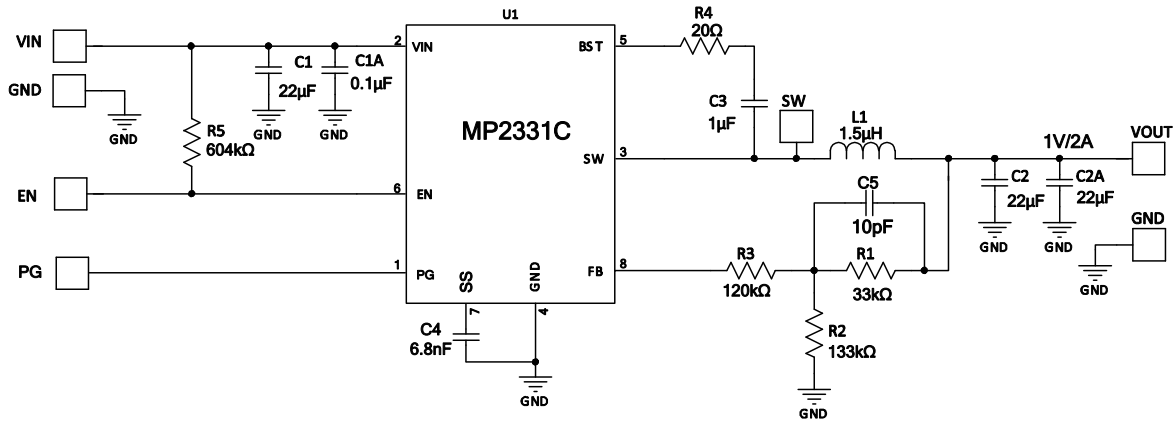 U1
MP2331C
VIN
GND
EN
PG
2
VIN
6
EN
1
PG
BST
5
SW
3
FB
8
SS
7
GND
4
GND
C1
22µF
GND
C1A
0.1µF
GND
R5
604kΩ
R4
20Ω
C3
1µF
SW
L1
1.5µH
1V/2A
VOUT
C2
22µF
GND
C2A
22µF
GND
GND
GND
C5
10pF
R3
120kΩ
R1
33kΩ
R2
133kΩ
GND
C4
6.8nF
GND